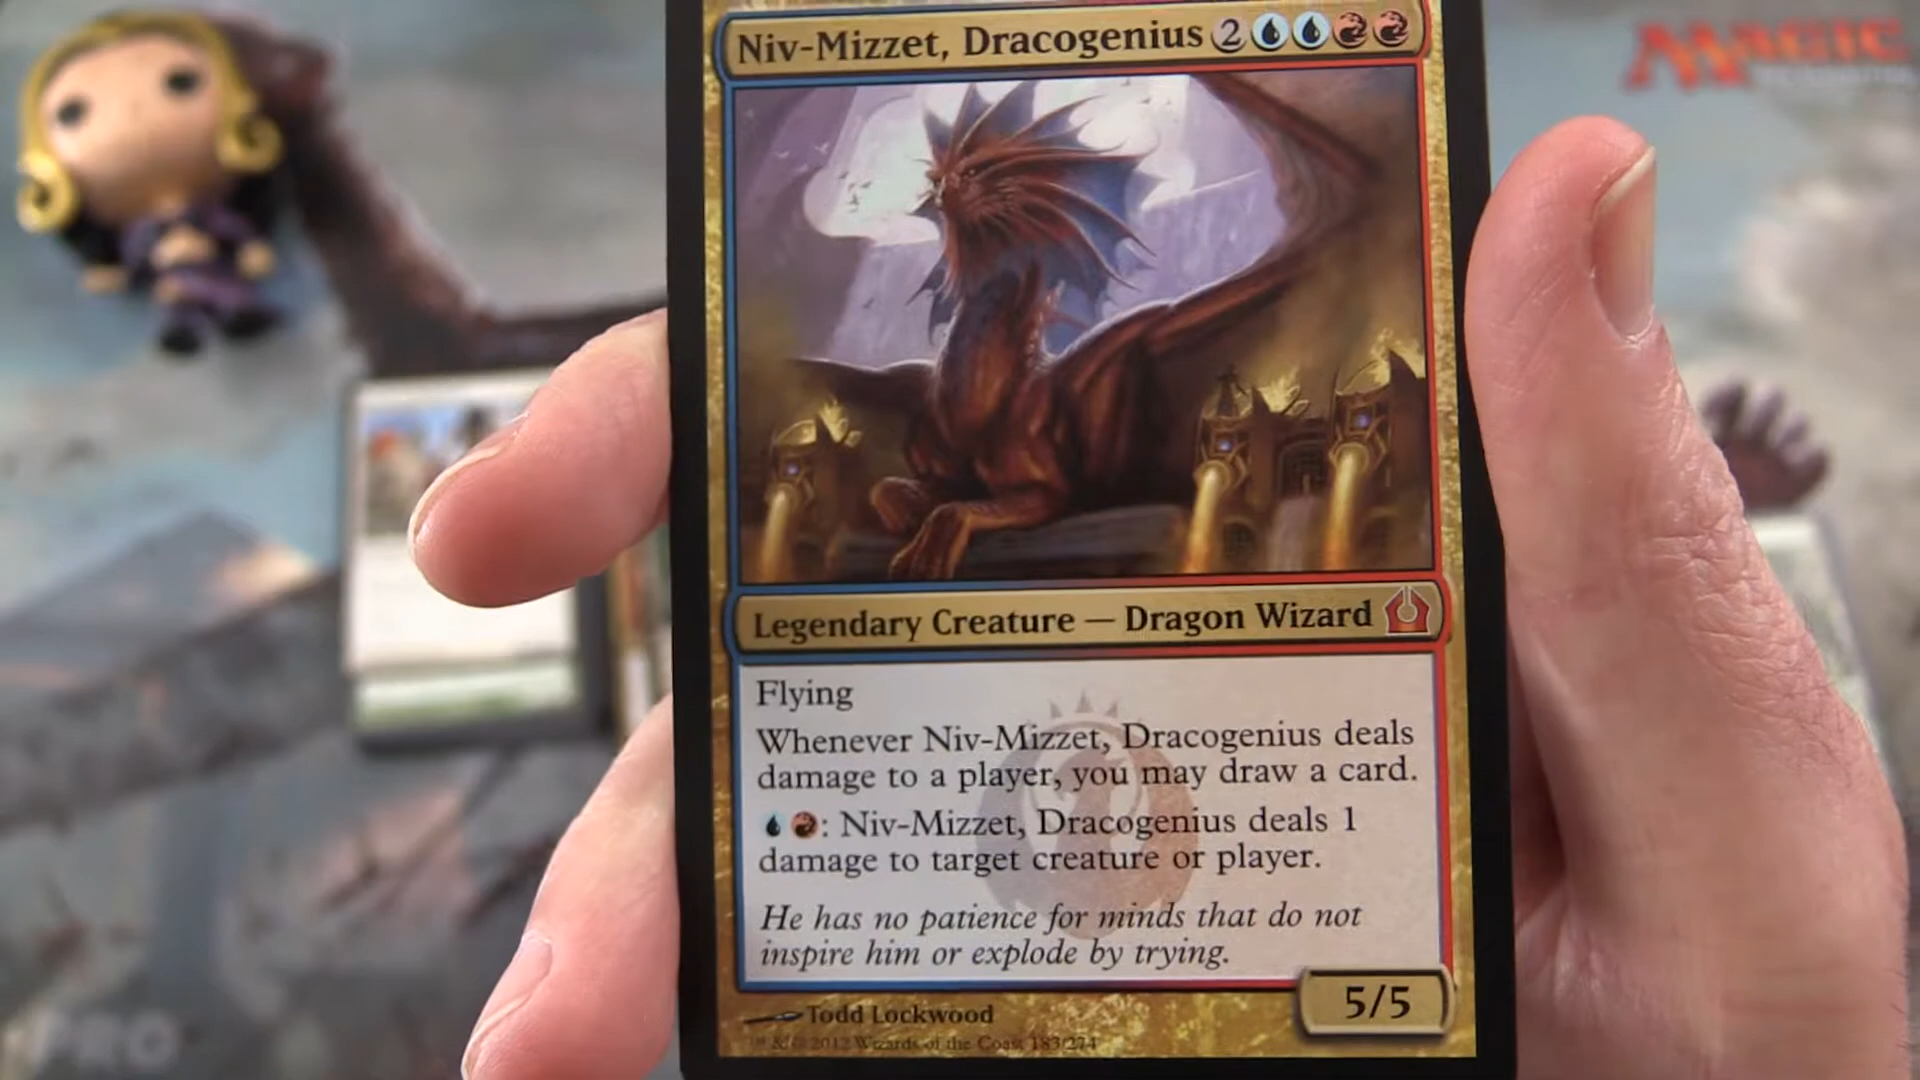 Niv-Mizzet, Dracogenius 2
MAGIC
Legendary Creature — Dragon Wizard
Flying
Whenever Niv-Mizzet, Dracogenius deals
damage to a player, you may draw a card.
: Niv-Mizzet, Dracogenius deals 1
damage to target creature or player.
He has no patience for minds that do not
inspire him or explode by trying.
5/5
Todd Lockwood
™ & © 2012 Wizards of the Coast 183/274
PRO